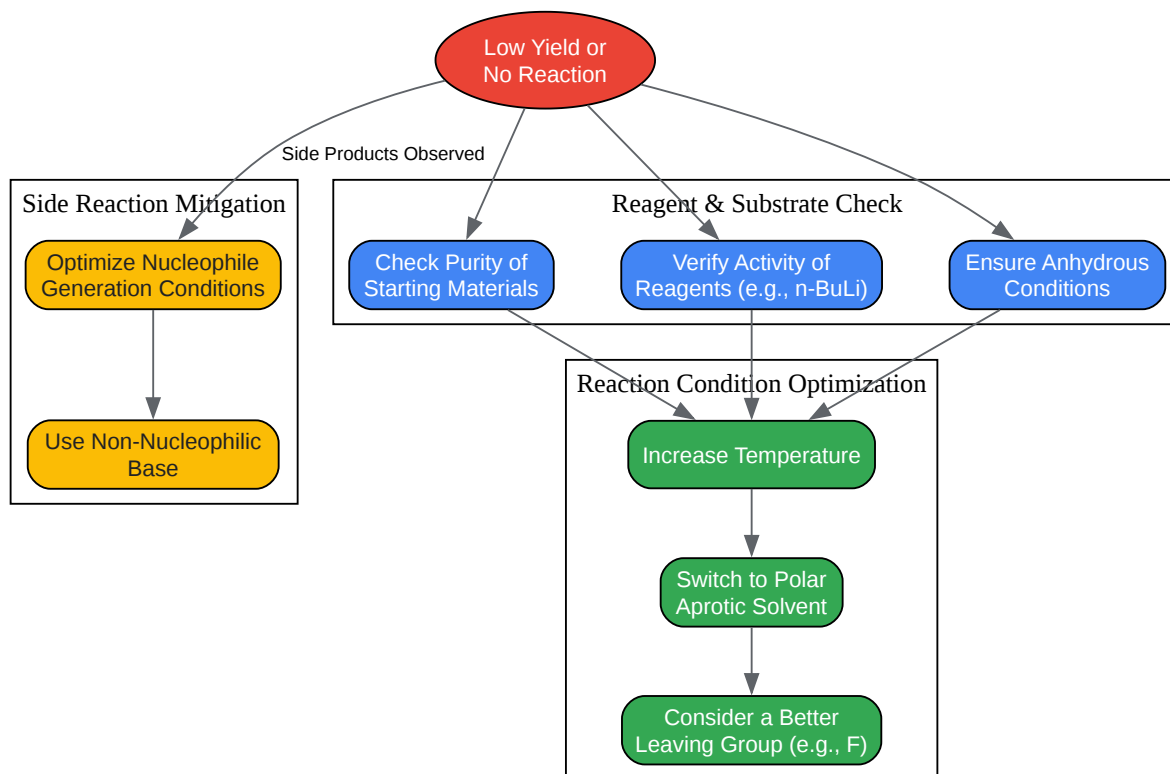 Low Yield or
No Reaction
Side Products Observed
Side Reaction Mitigation
Optimize Nucleophile
Generation Conditions
Use Non-Nucleophilic
Base
Reagent & Substrate Check
Check Purity of
Starting Materials
Verify Activity of
Reagents (e.g., n-BuLi)
Ensure Anhydrous
Conditions
Reaction Condition Optimization
Increase Temperature
Switch to Polar
Aprotic Solvent
Consider a Better
Leaving Group (e.g., F)